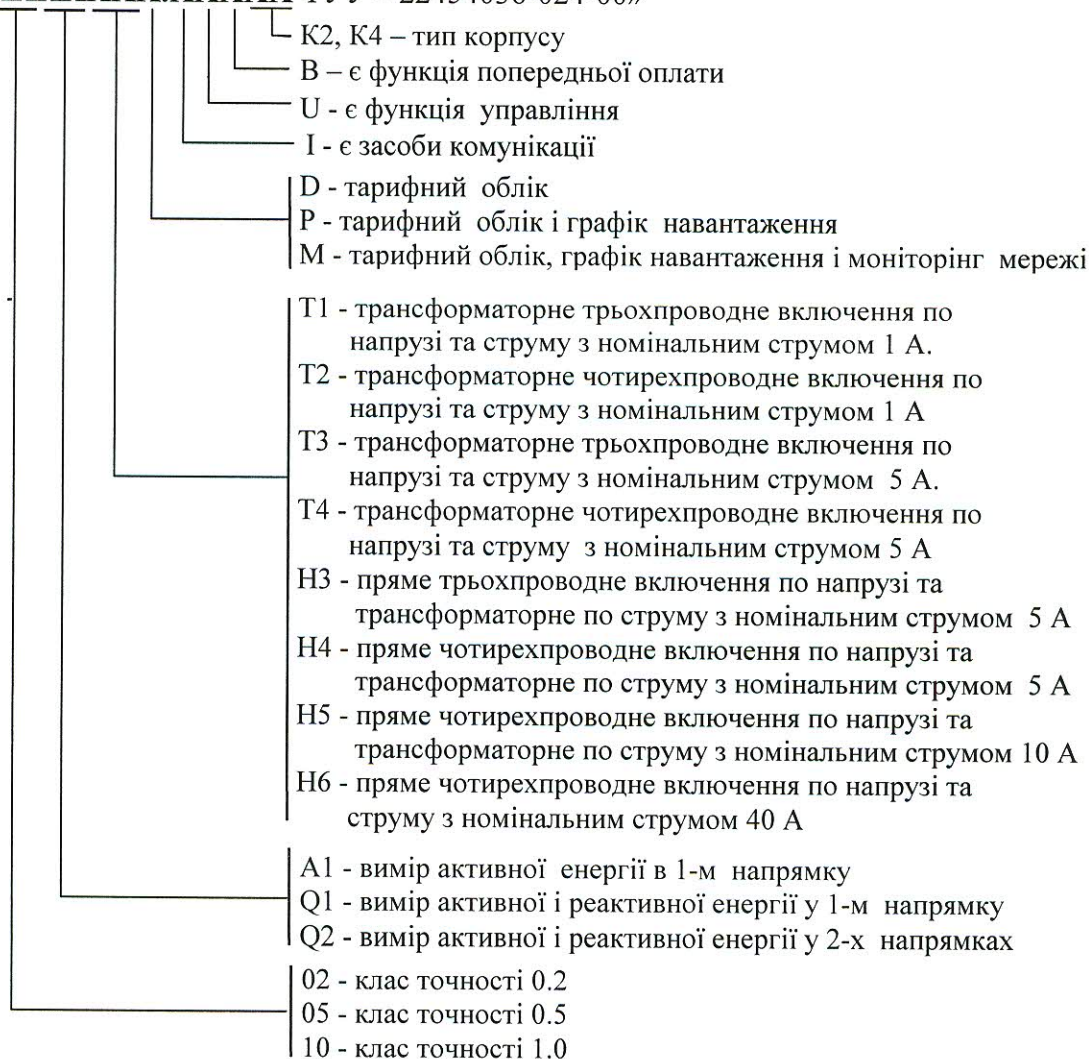 К2, К4 – тип корпусу
В – є функція попередньої оплати
U - є функція управління
I - є засоби комунікації
D - тарифний облік
P - тарифний облік і графік навантаження
М - тарифний облік, графік навантаження і моніторінг мережі
Т1 - трансформаторне трьохпроводне включення по
напрузі та струму з номінальним струмом 1 А.
Т2 - трансформаторне чотирехпроводне включення по
напрузі та струму з номінальним струмом 1 А
Т3 - трансформаторне трьохпроводне включення по
напрузі та струму з номінальним струмом 5 А.
Т4 - трансформаторне чотирехпроводне включення по
напрузі та струму з номінальним струмом 5 А
Н3 - пряме трьохпроводне включення по напрузі та
трансформаторне по струму з номінальним струмом 5 А
Н4 - пряме чотирехпроводне включення по напрузі та
трансформаторне по струму з номінальним струмом 5 А
Н5 - пряме чотирехпроводне включення по напрузі та
трансформаторне по струму з номінальним струмом 10 А
Н6 - пряме чотирехпроводне включення по напрузі та
струму з номінальним струмом 40 А
А1 - вимір активної енергії в 1-м напрямку
Q1 - вимір активної і реактивної енергії у 1-м напрямку
Q2 - вимір активної і реактивної енергії у 2-х напрямках
02 - клас точності 0.2
05 - клас точності 0.5
10 - клас точності 1.0